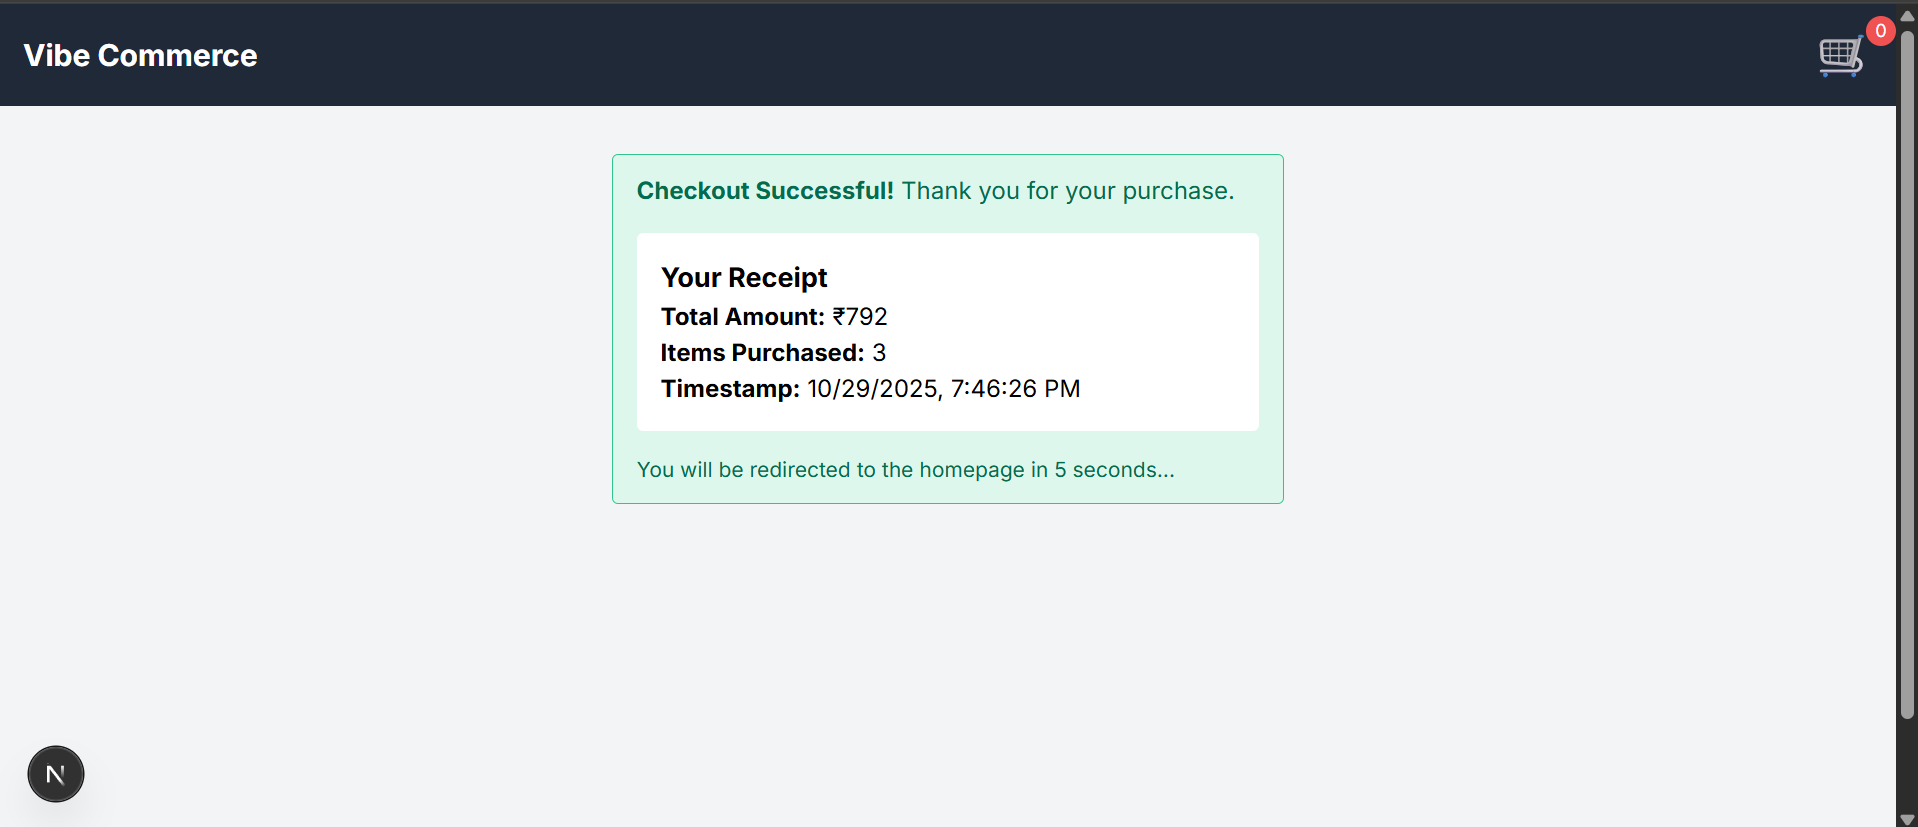 Vibe Commerce
0
Checkout Successful! Thank you for your purchase.
Your Receipt
Total Amount: ₹792
Items Purchased: 3
Timestamp: 10/29/2025, 7:46:26 PM
You will be redirected to the homepage in 5 seconds...
N